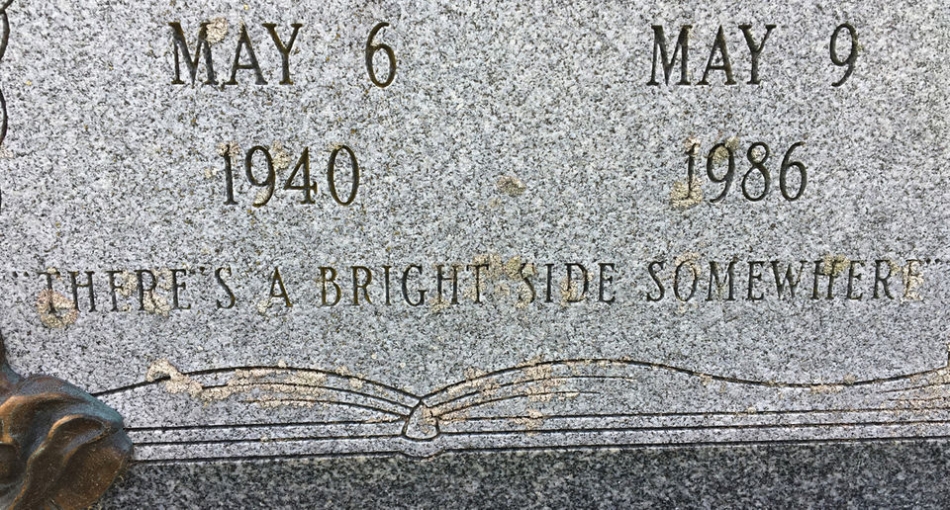 MAY 6 MAY 9
1940 1986
"THERE"S A BRIGHT SIDE SOMEWHERE"